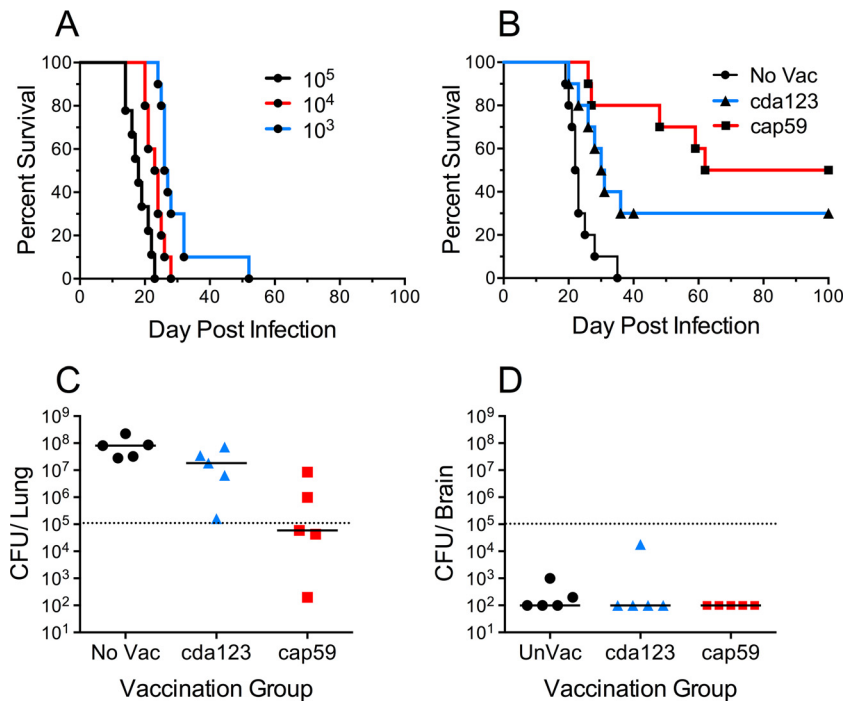 A
B
100
80
60
40
20
0
Percent Survival
10⁵
10⁴
10³
0 20 40 60 80 100
Day Post Infection
100
80
60
40
20
0
Percent Survival
No Vac
cda123
cap59
0 20 40 60 80 100
Day Post Infection
C
D
10⁹
10⁸
10⁷
10⁶
10⁵
10⁴
10³
10²
10¹
CFU/ Lung
No Vac cda123 cap59
Vaccination Group
10⁹
10⁸
10⁷
10⁶
10⁵
10⁴
10³
10²
10¹
CFU/ Brain
UnVac cda123 cap59
Vaccination Group